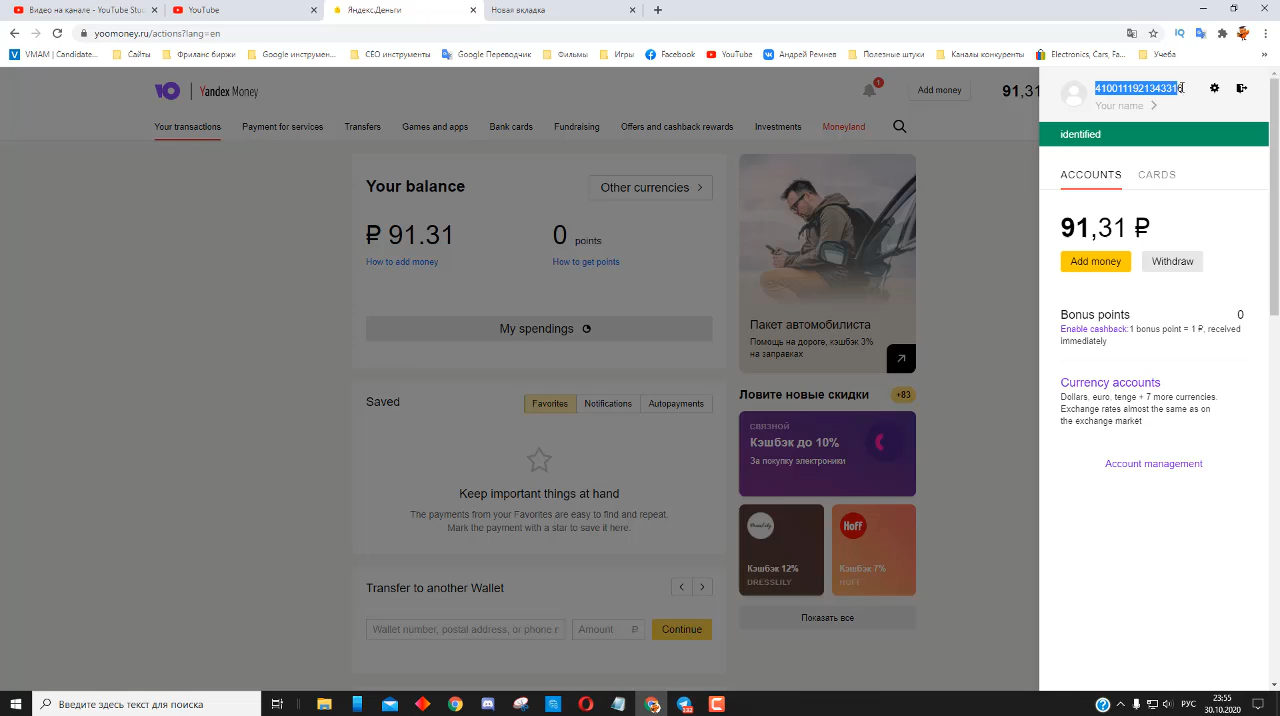 Видео на канале - YouTube Stu
YouTube
Яндекс.Деньги
Новая вкладка
yoomoney.ru/actions?lang=en
VMAM | Candidate...
Сайты
Фриланс биржи
Google инструмен...
СЕО инструменты
Google Переводчик
Фильмы
Игры
Facebook
YouTube
Андрей Ремнев
Полезные штуки
Каналы конкуренты
Electronics, Cars, Fa...
Учеба
Yandex Money
1
Add money
91,31
Your transactions
Payment for services
Transfers
Games and apps
Bank cards
Fundraising
Offers and cashback rewards
Investments
Moneyland
Your balance
Other currencies
₽ 91.31
0 points
How to add money
How to get points
My spendings
Saved
Favorites
Notifications
Autopayments
Keep important things at hand
The payments from your Favorites are easy to find and repeat.
Mark the payment with a star to save it here.
Transfer to another Wallet
Wallet number, postal address, or phone n
Amount ₽
Continue
Пакет автомобилиста
Помощь на дороге, кэшбэк 3%
на заправках
Ловите новые скидки
+83
СВЯЗНОЙ
Кэшбэк до 10%
За покупку электроники
Кэшбэк 12%
DRESSLILY
Hoff
Кэшбэк 7%
HOFF
Показать все
410011192134331
Your name
identified
ACCOUNTS
CARDS
91,31 ₽
Add money
Withdraw
Bonus points
0
Enable cashback: 1 bonus point = 1 ₽, received
immediately
Currency accounts
Dollars, euro, tenge + 7 more currencies.
Exchange rates almost the same as on
the exchange market
Account management
Введите здесь текст для поиска
РУС
23:55
30.10.2020